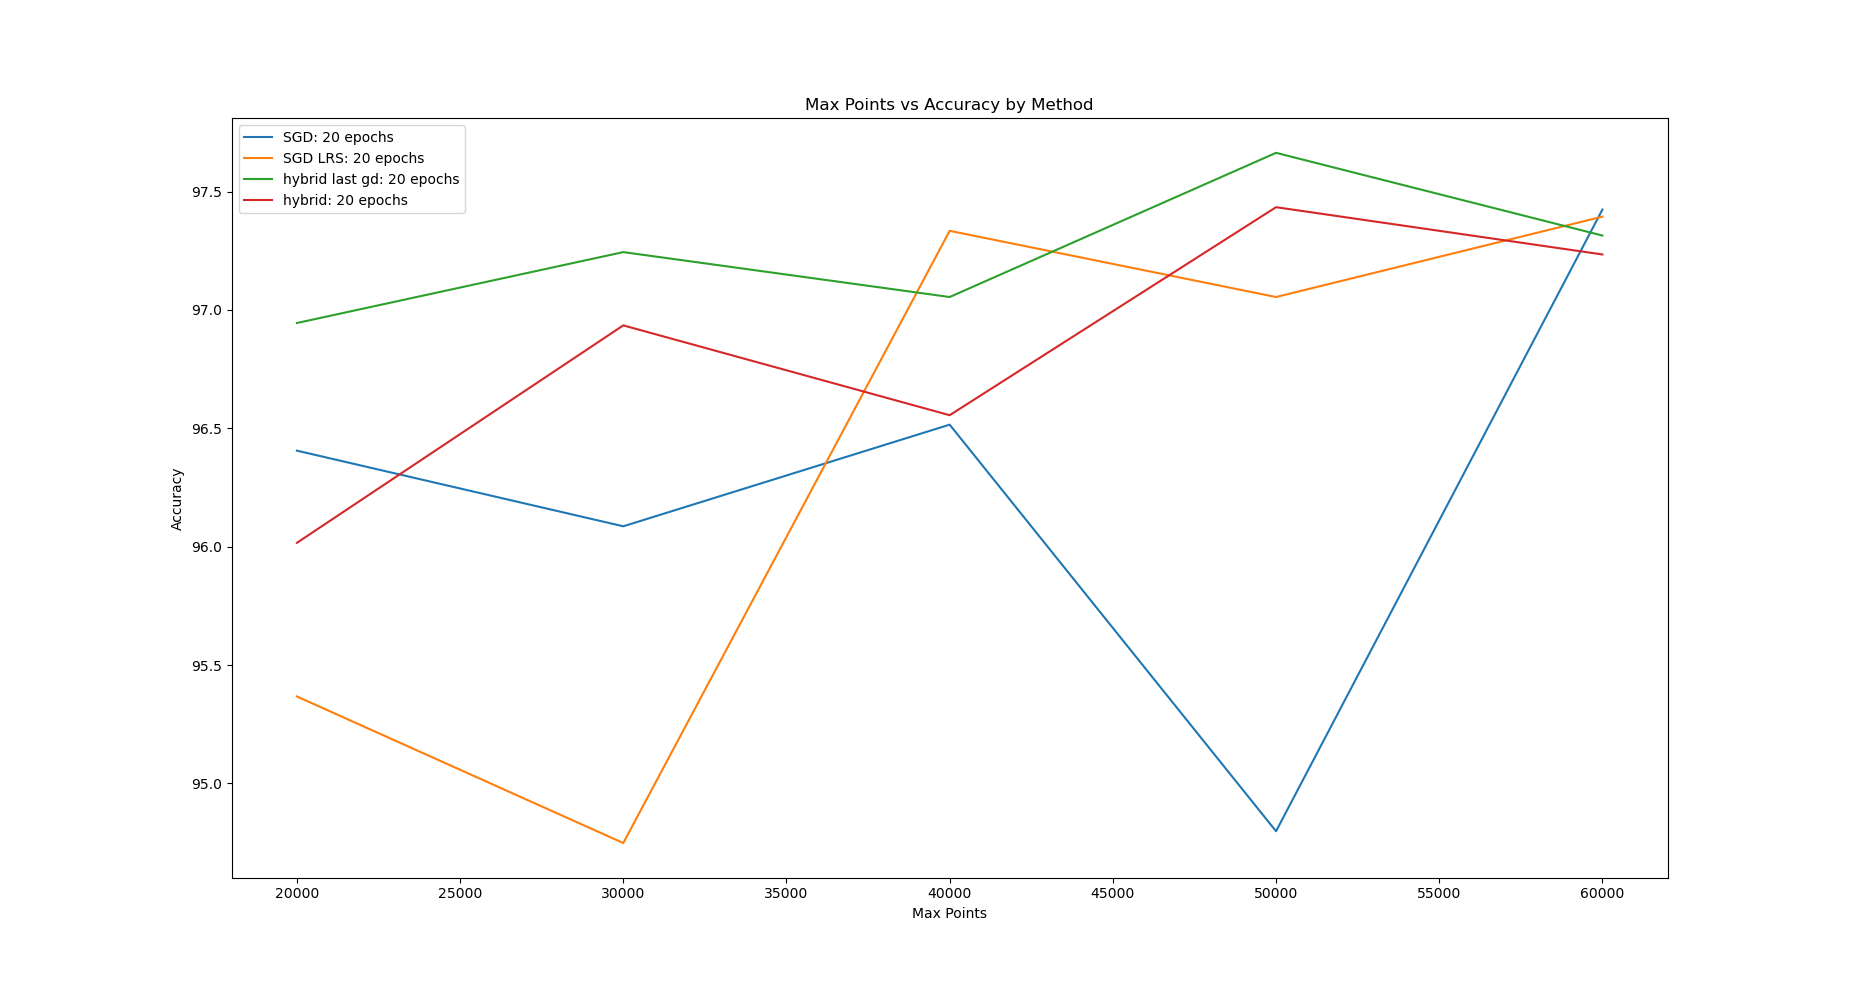 Max Points vs Accuracy by Method
SGD: 20 epochs
SGD LRS: 20 epochs
hybrid last gd: 20 epochs
hybrid: 20 epochs
97.5
97.0
96.5
96.0
95.5
95.0
Accuracy
20000 25000 30000 35000 40000 45000 50000 55000 60000
Max Points